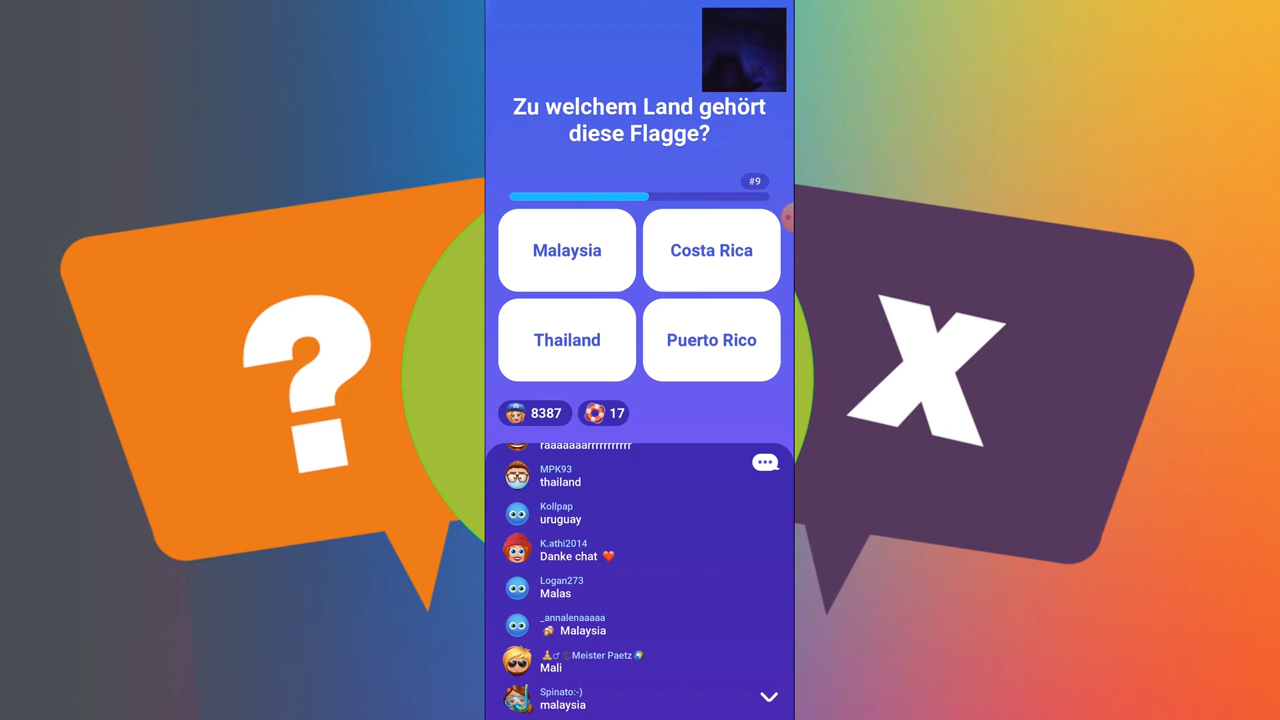 Zu welchem Land gehört
diese Flagge?
#9
Malaysia
Costa Rica
Thailand
Puerto Rico
8387
17
raaaaaaarrrrrrrrrrr
MPK93
thailand
Kollpap
uruguay
K.athi2014
Danke chat ❤️
Logan273
Malas
_annalenaaaaa
Malaysia
Meister Paetz
Mali
Spinato:-)
malaysia
?
X